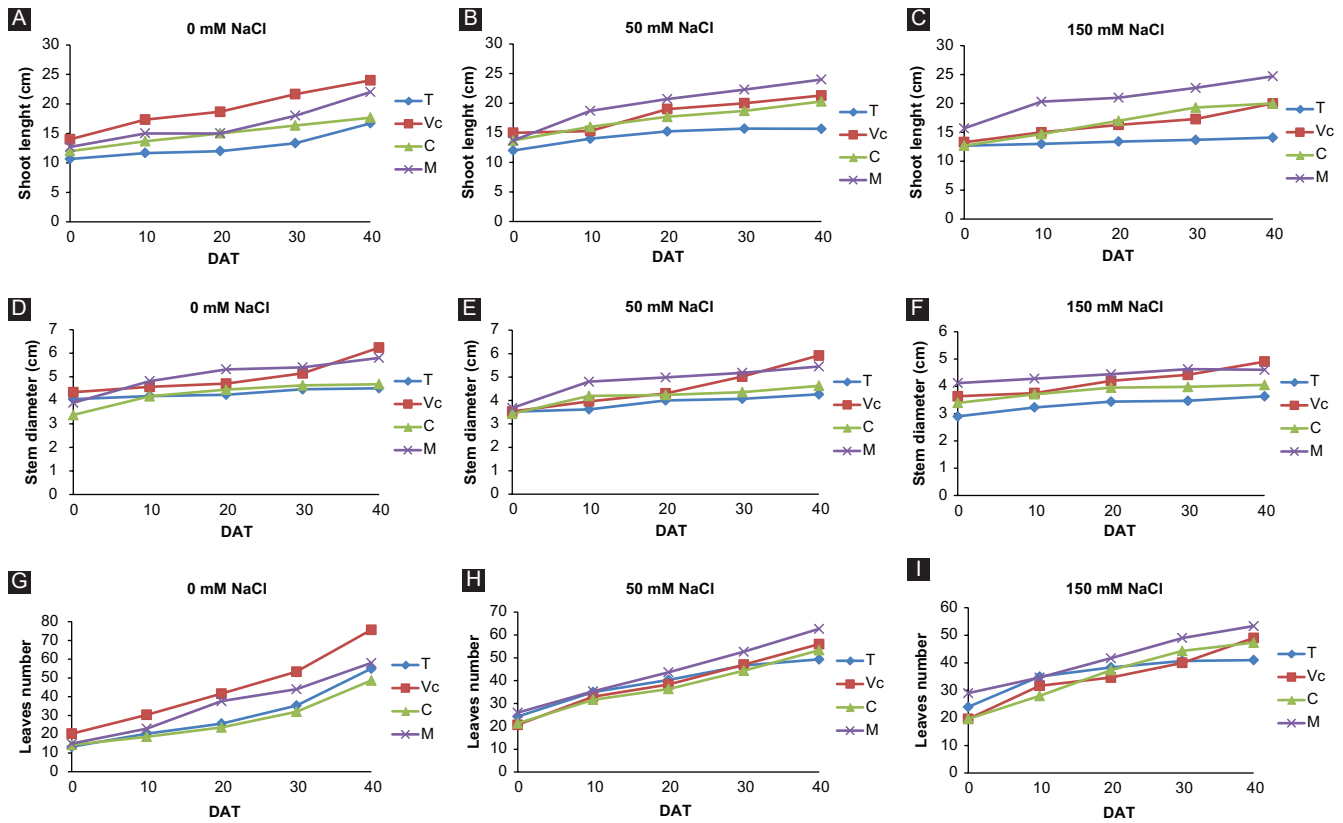 A
0 mM NaCl
Shoot lenght (cm)
30
25
20
15
10
5
0
0 10 20 30 40
DAT
T
Vc
C
M
B
50 mM NaCl
Shoot lenght (cm)
30
25
20
15
10
5
0
0 10 20 30 40
DAT
T
Vc
C
M
C
150 mM NaCl
Shoot lenght (cm)
30
25
20
15
10
5
0
0 10 20 30 40
DAT
T
Vc
C
M
D
0 mM NaCl
Stem diameter (cm)
7
6
5
4
3
2
1
0
0 10 20 30 40
DAT
T
Vc
C
M
E
50 mM NaCl
Stem diameter (cm)
7
6
5
4
3
2
1
0
0 10 20 30 40
DAT
T
Vc
C
M
F
150 mM NaCl
Stem diameter (cm)
6
5
4
3
2
1
0
0 10 20 30 40
DAT
T
Vc
C
M
G
0 mM NaCl
Leaves number
80
70
60
50
40
30
20
10
0
0 10 20 30 40
DAT
T
Vc
C
M
H
50 mM NaCl
Leaves number
70
60
50
40
30
20
10
0
0 10 20 30 40
DAT
T
Vc
C
M
I
150 mM NaCl
Leaves number
60
50
40
30
20
10
0
0 10 20 30 40
DAT
T
Vc
C
M